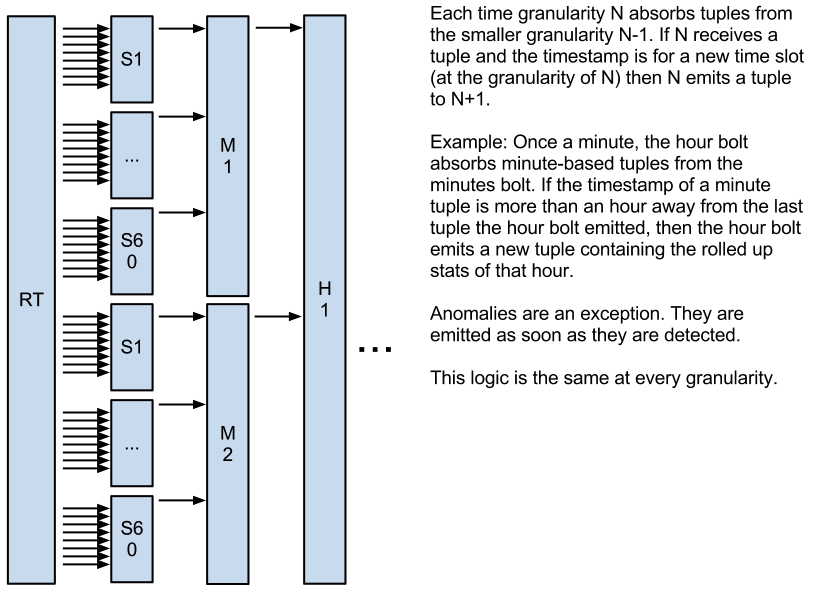 RT
S1
...
S6
0
S1
...
S6
0
M
1
M
2
H
1
...
Each time granularity N absorbs tuples from
the smaller granularity N-1. If N receives a
tuple and the timestamp is for a new time slot
(at the granularity of N) then N emits a tuple
to N+1.
Example: Once a minute, the hour bolt
absorbs minute-based tuples from the
minutes bolt. If the timestamp of a minute
tuple is more than an hour away from the last
tuple the hour bolt emitted, then the hour bolt
emits a new tuple containing the rolled up
stats of that hour.
Anomalies are an exception. They are
emitted as soon as they are detected.
This logic is the same at every granularity.